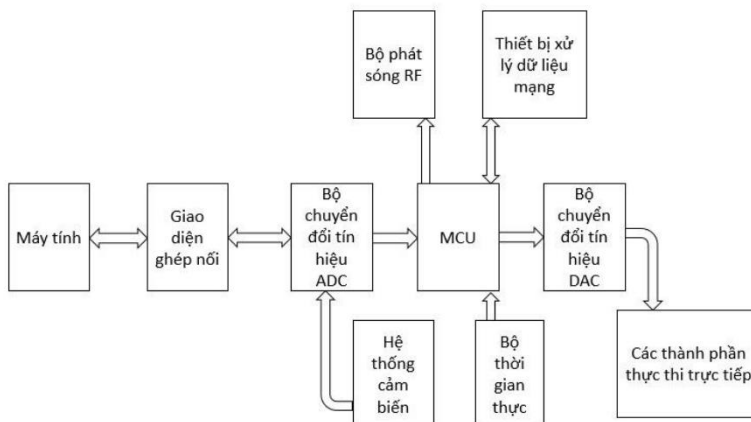 Bộ phát
sóng RF
Thiết bị xử
lý dữ liệu
mạng
Máy tính
Giao
diện
ghép nối
Bộ
chuyển
đổi tín
hiệu
ADC
MCU
Bộ
chuyển
đổi tín
hiệu
DAC
Hệ
thống
cảm
biến
Bộ
thời
gian
thực
Các thành phần
thực thi trực tiếp